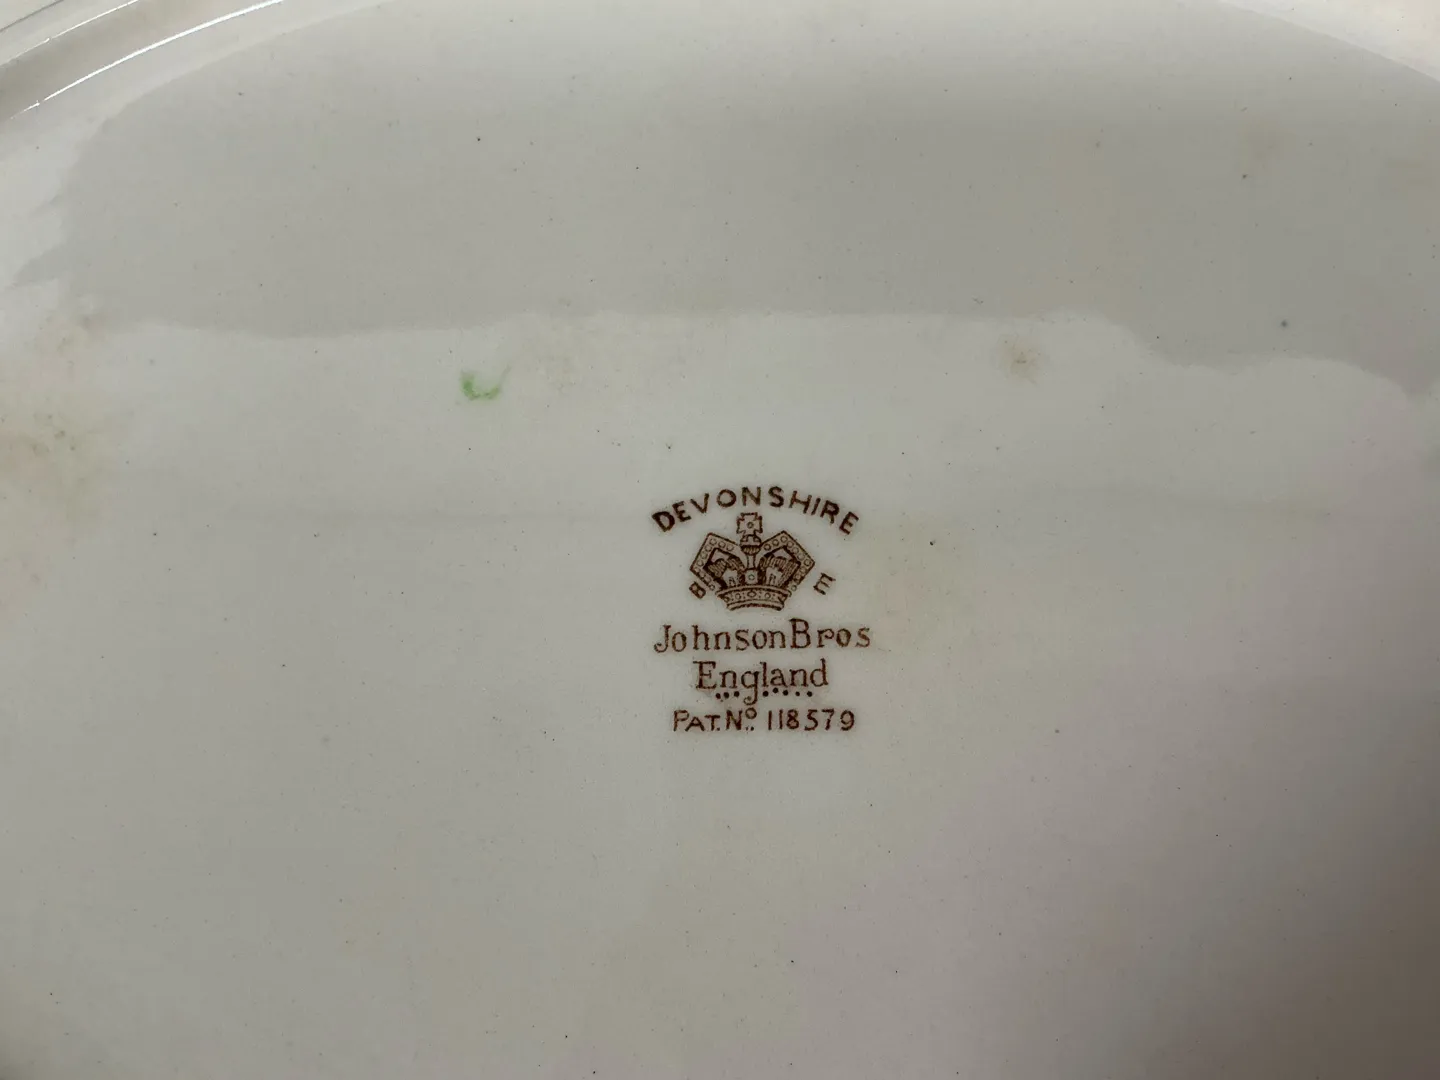 DEVONSHIRE
B E
Johnson Bros
England
PAT. No. 118579